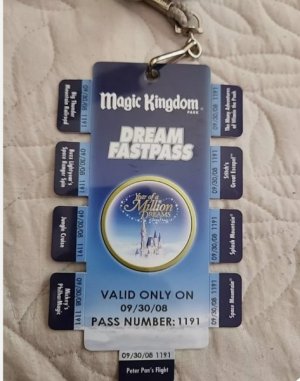 Magic Kingdom
PARK
DREAM
FASTPASS
Year of a
Million
DREAMS
VALID ONLY ON
09/30/08
PASS NUMBER: 1191
Big Thunder
Mountain Railroad
09/30/08 1191
Buzz Lightyear's
Space Ranger Spin
09/30/08 1191
Jungle Cruise
09/30/08 1191
Mickey's
PhilharMagic
09/30/08 1191
The Many Adventures
of Winnie the Pooh
09/30/08 1191
Stitch's
Great Escape!
09/30/08 1191
Splash Mountain
09/30/08 1191
Space Mountain
09/30/08 1191
09/30/08 1191
Peter Pan's Flight